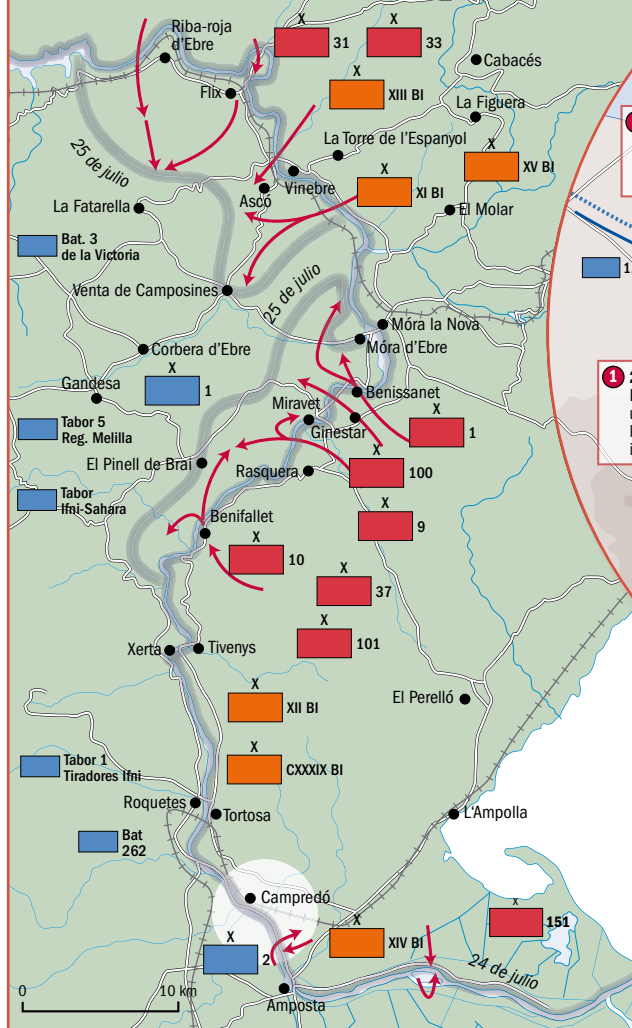 Riba-roja
d'Ebre
X
31
X
33
Cabacés
Flix
X
XIII BI
La Figuera
25 de julio
La Torre de l'Espanyol
X
XV BI
Vinebre
Ascó
X
XI BI
La Fatarella
El Molar
Bat. 3
de la Victoria
1
Venta de Camposines
25 de julio
Móra la Nova
Móra d'Ebre
Corbera d'Ebre
1
2
Gandesa
X
1
Benissanet
Miravet
Ginestar
X
1
Tabor 5
Reg. Melilla
El Pinell de Brai
Rasquera
X
100
Tabor
Ifni-Sahara
X
9
Benifallet
X
10
X
37
X
101
Xerta
Tivenys
X
XII BI
El Perelló
X
CXXXIX BI
Tabor 1
Tiradores Ifni
Roquetes
Tortosa
L'Ampolla
Bat
262
Campredó
X
151
X
XIV BI
X
2
24 de julio
0
10 km
Amposta